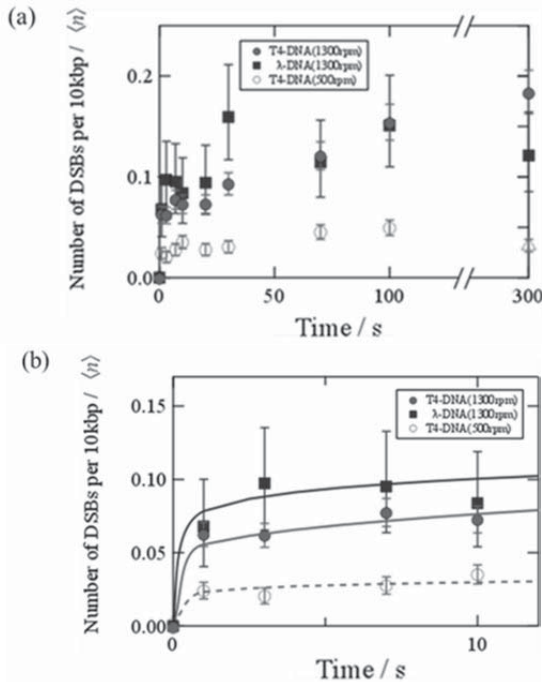 (a)
Number of DSBs per 10kbp / ⟨n⟩
0.2
0.1
0.0
T4-DNA(1300rpm)
λ-DNA(1300rpm)
T4-DNA(500rpm)
0
50
100
300
Time / s
(b)
Number of DSBs per 10kbp / ⟨n⟩
0.15
0.10
0.05
0.00
T4-DNA(1300rpm)
λ-DNA(1300rpm)
T4-DNA(500rpm)
0
10
Time / s